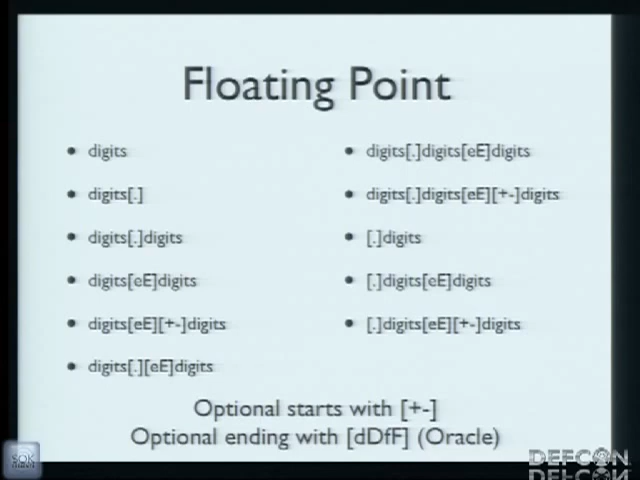 Floating Point
digits
digits[.]
digits[.]digits
digits[eE]digits
digits[eE][+-]digits
digits[.][eE]digits
digits[.]digits[eE]digits
digits[.]digits[eE][+-]digits
[.]digits
[.]digits[eE]digits
[.]digits[eE][+-]digits
Optional starts with [+-]
Optional ending with [dDfF] (Oracle)
SOK
DEFCON
DEFCON